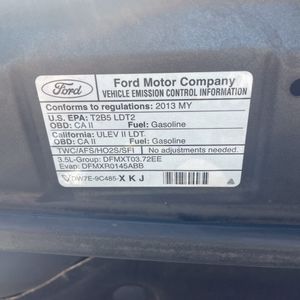 Ford
Ford Motor Company
VEHICLE EMISSION CONTROL INFORMATION
Conforms to regulations: 2013 MY
U.S. EPA: T2B5 LDT2
OBD: CA II Fuel: Gasoline
California: ULEV II LDT
OBD: CA II Fuel: Gasoline
TWC/AFS/HO2S/SFI No adjustments needed.
3.5L-Group: DFMXT03.72EE
Evap: DFMXR0145ABB
DW7E-9C485-XKJ